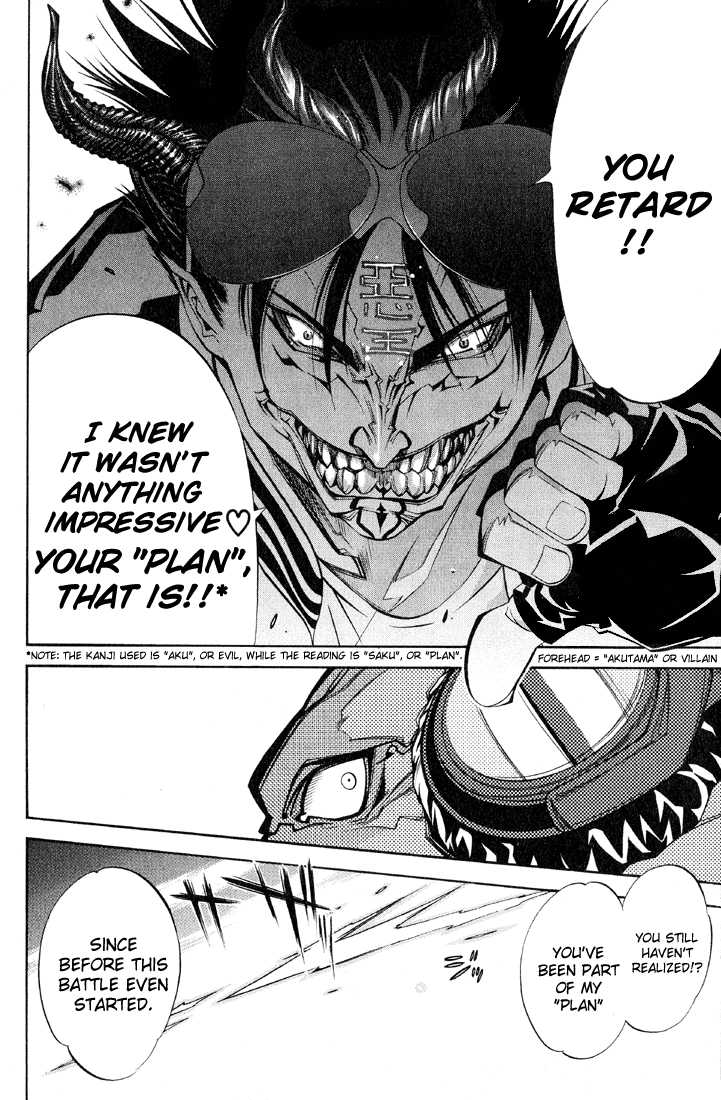 YOU
RETARD
!!
I KNEW
IT WASN'T
ANYTHING
IMPRESSIVE♡
YOUR "PLAN",
THAT IS!!*
惡
王
*NOTE: THE KANJI USED IS "AKU", OR EVIL, WHILE THE READING IS "SAKU", OR "PLAN".
FOREHEAD = "AKUTAMA" OR VILLAIN
YOU STILL
HAVEN'T
REALIZED!?
YOU'VE
BEEN PART
OF MY
"PLAN"
SINCE
BEFORE THIS
BATTLE EVEN
STARTED.